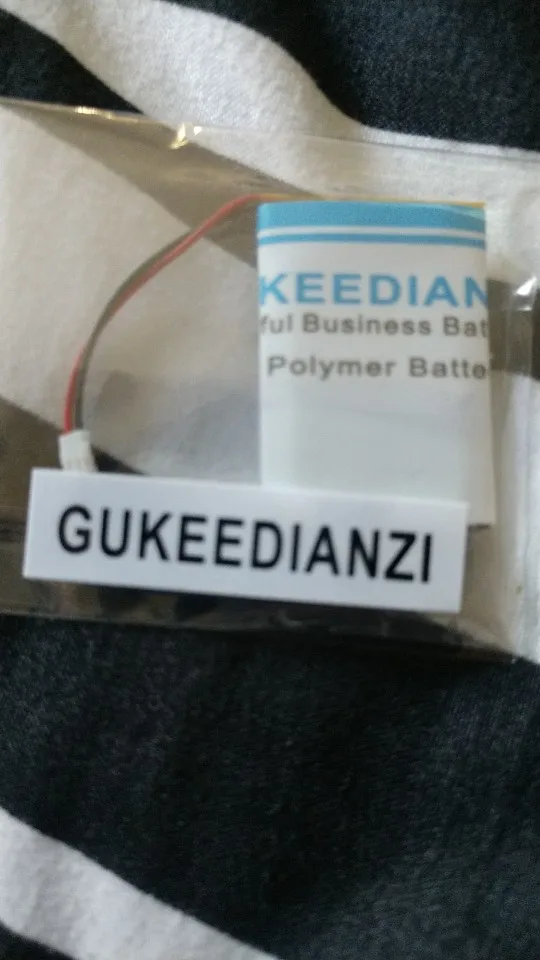 KEEDIAN
ful Business Bat
Polymer Batte
GUKEEDIANZI